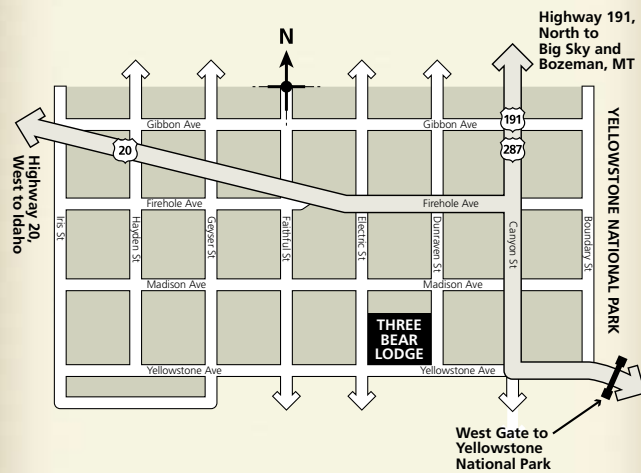 Highway 191,
North to
Big Sky and
Bozeman, MT
N
Gibbon Ave
Gibbon Ave
191
287
20
Highway 20,
West to Idaho
YELLOWSTONE NATIONAL PARK
Firehole Ave
Firehole Ave
Iris St
Hayden St
Geyser St
Faithful St
Electric St
Dunraven St
Canyon St
Boundary St
Madison Ave
Madison Ave
THREE
BEAR
LODGE
Yellowstone Ave
Yellowstone Ave
West Gate to
Yellowstone
National Park